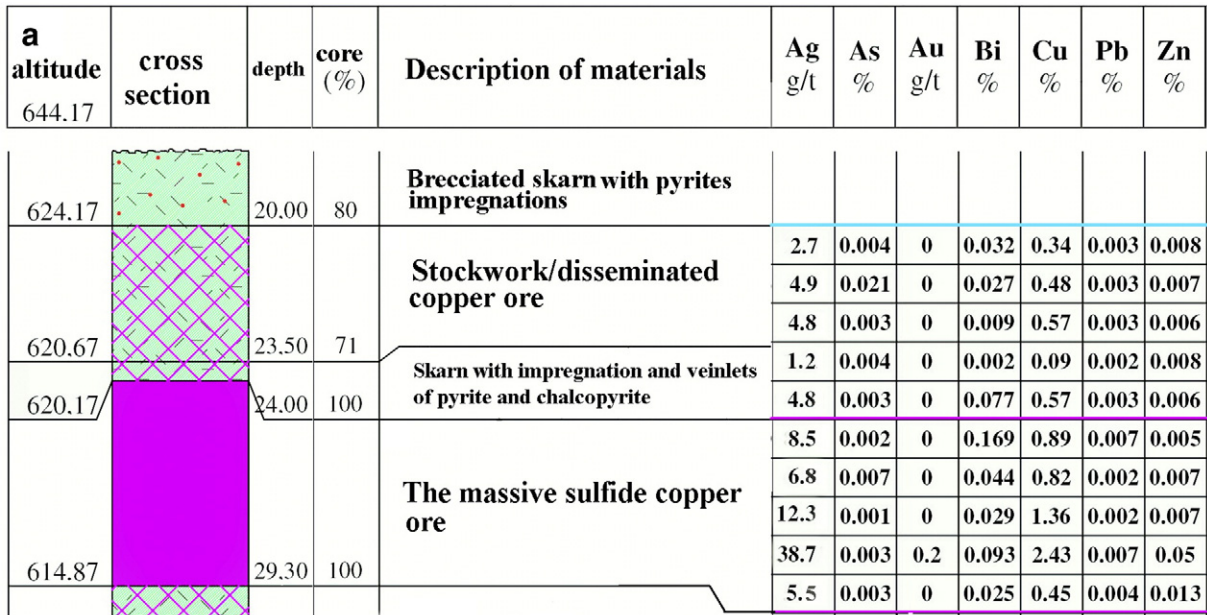 a
altitude cross section depth core (%) Description of materials Ag g/t As % Au g/t Bi % Cu % Pb % Zn %
644.17
Brecciated skarn with pyrites
impregnations
624.17 20.00 80
2.7 0.004 0 0.032 0.34 0.003 0.008
Stockwork/disseminated
copper ore
4.9 0.021 0 0.027 0.48 0.003 0.007
4.8 0.003 0 0.009 0.57 0.003 0.006
620.67 23.50 71
1.2 0.004 0 0.002 0.09 0.002 0.008
Skarn with impregnation and veinlets
of pyrite and chalcopyrite
4.8 0.003 0 0.077 0.57 0.003 0.006
620.17 24.00 100
8.5 0.002 0 0.169 0.89 0.007 0.005
6.8 0.007 0 0.044 0.82 0.002 0.007
The massive sulfide copper
ore
12.3 0.001 0 0.029 1.36 0.002 0.007
38.7 0.003 0.2 0.093 2.43 0.007 0.05
614.87 29.30 100
5.5 0.003 0 0.025 0.45 0.004 0.013